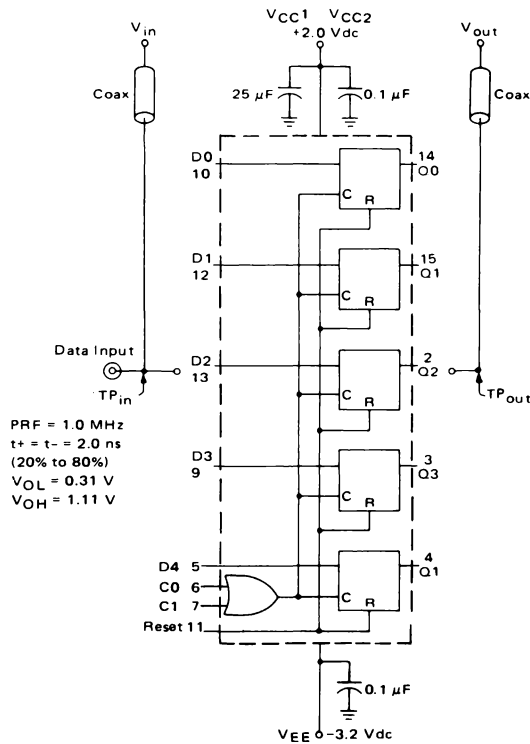 VCC1 VCC2
+2.0 Vdc
Vin
Vout
Coax
25 µF
0.1 µF
Coax
D0
10
14
Q0
C
R
D1
12
15
Q1
C
R
Data Input
D2
13
2
Q2
C
R
TPin
TPout
PRF = 1.0 MHz
t+ = t- = 2.0 ns
(20% to 80%)
VOL = 0.31 V
VOH = 1.11 V
D3
9
3
Q3
C
R
D4 5
4
Q1
C0 6
C1 7
C
R
Reset 11
0.1 µF
VEE -3.2 Vdc